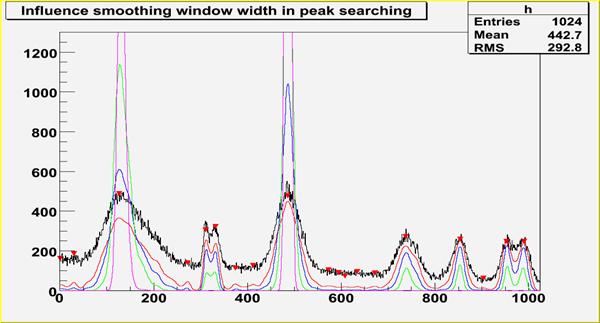 Influence smoothing window width in peak searching
h
Entries 1024
Mean 442.7
RMS 292.8
1200
1000
800
600
400
200
0
0 200 400 600 800 1000